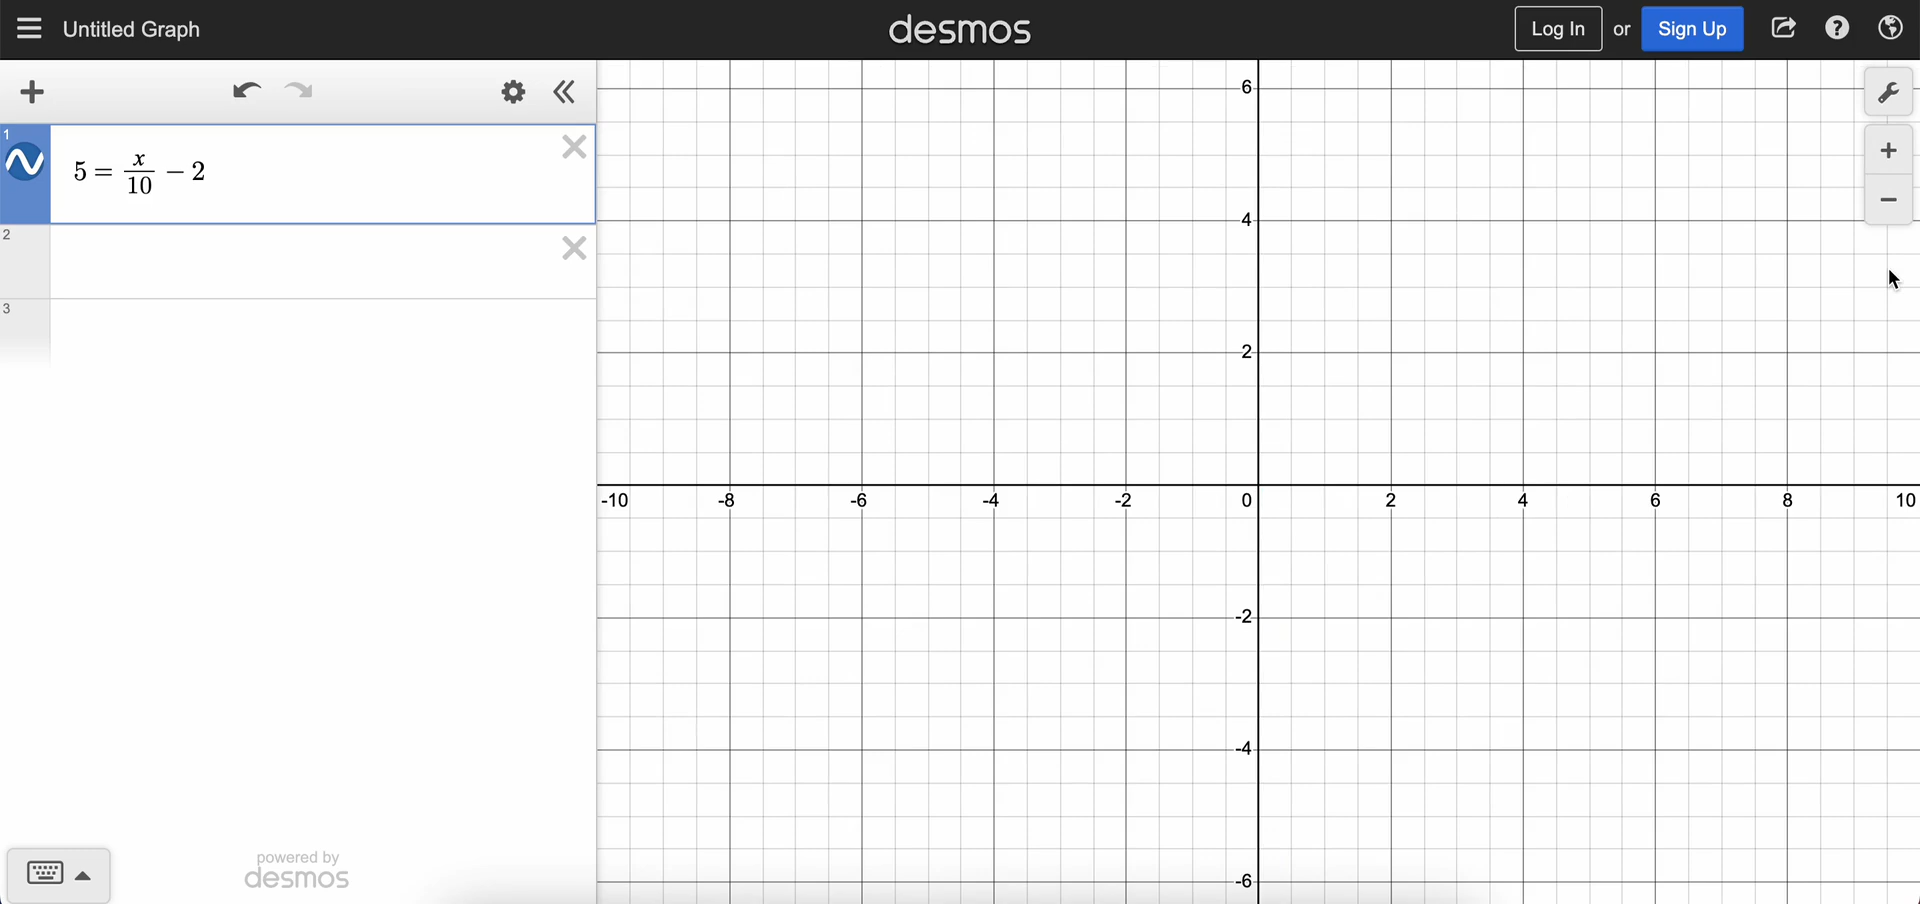 Untitled Graph
desmos
Log In or Sign Up
1
5 = x/10 − 2
2
3
6
4
2
-10 -8 -6 -4 -2 0 2 4 6 8 10
-2
-4
-6
powered by
desmos